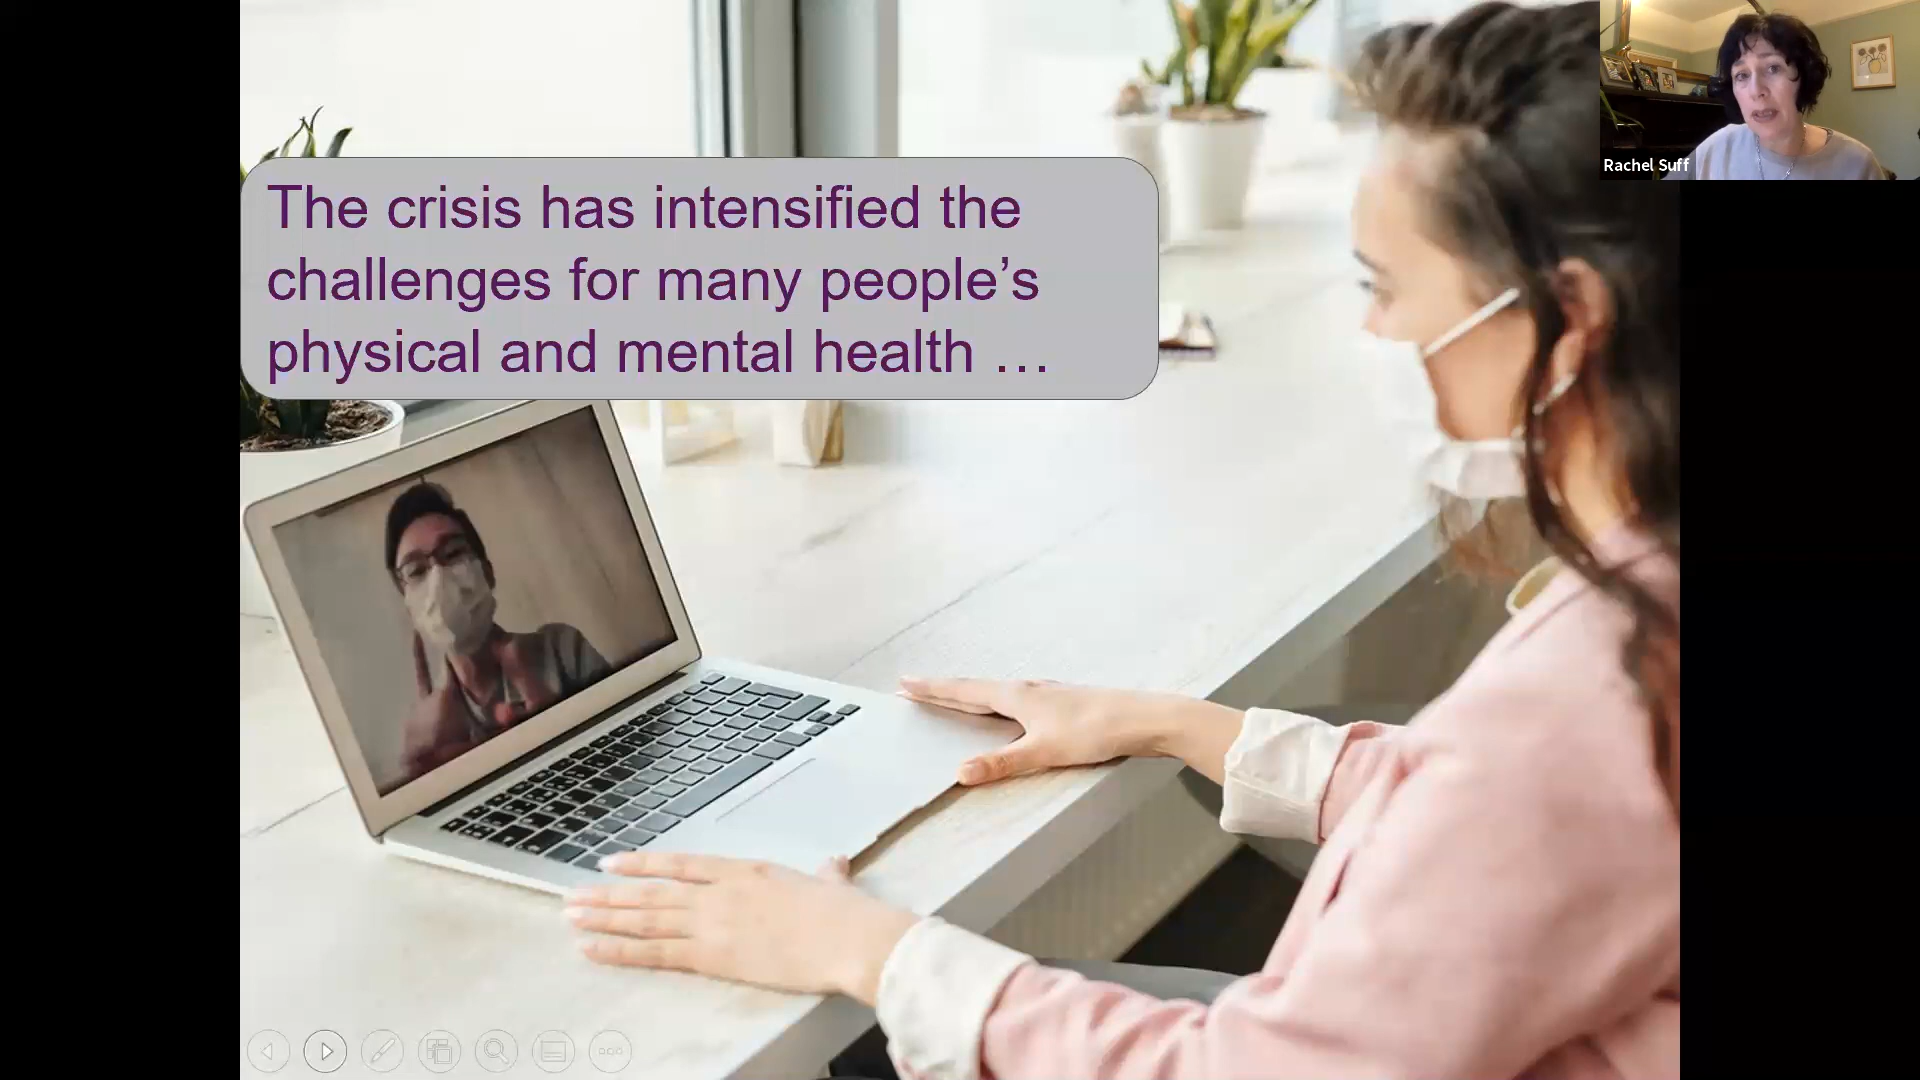 The crisis has intensified the
challenges for many people’s
physical and mental health …
Rachel Suff